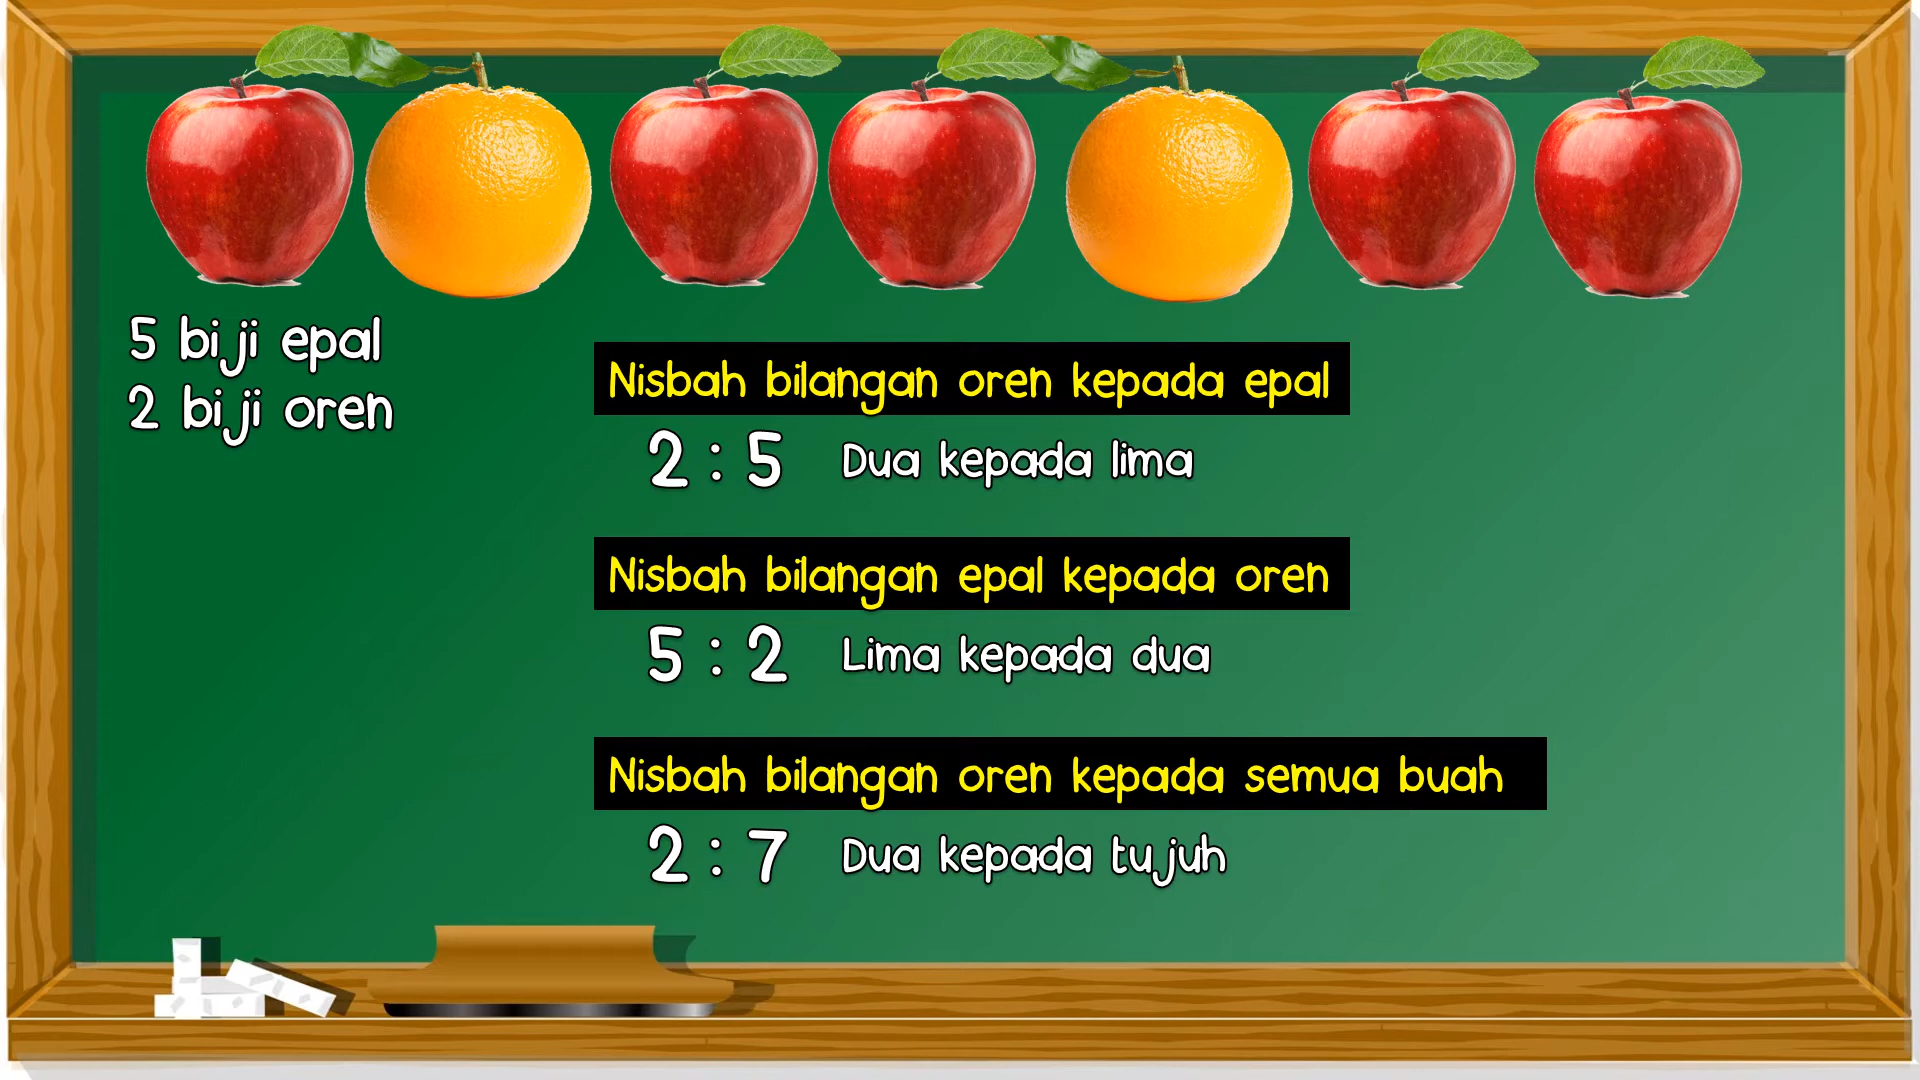 5 biji epal
2 biji oren
Nisbah bilangan oren kepada epal
2 : 5 Dua kepada lima
Nisbah bilangan epal kepada oren
5 : 2 Lima kepada dua
Nisbah bilangan oren kepada semua buah
2 : 7 Dua kepada tujuh